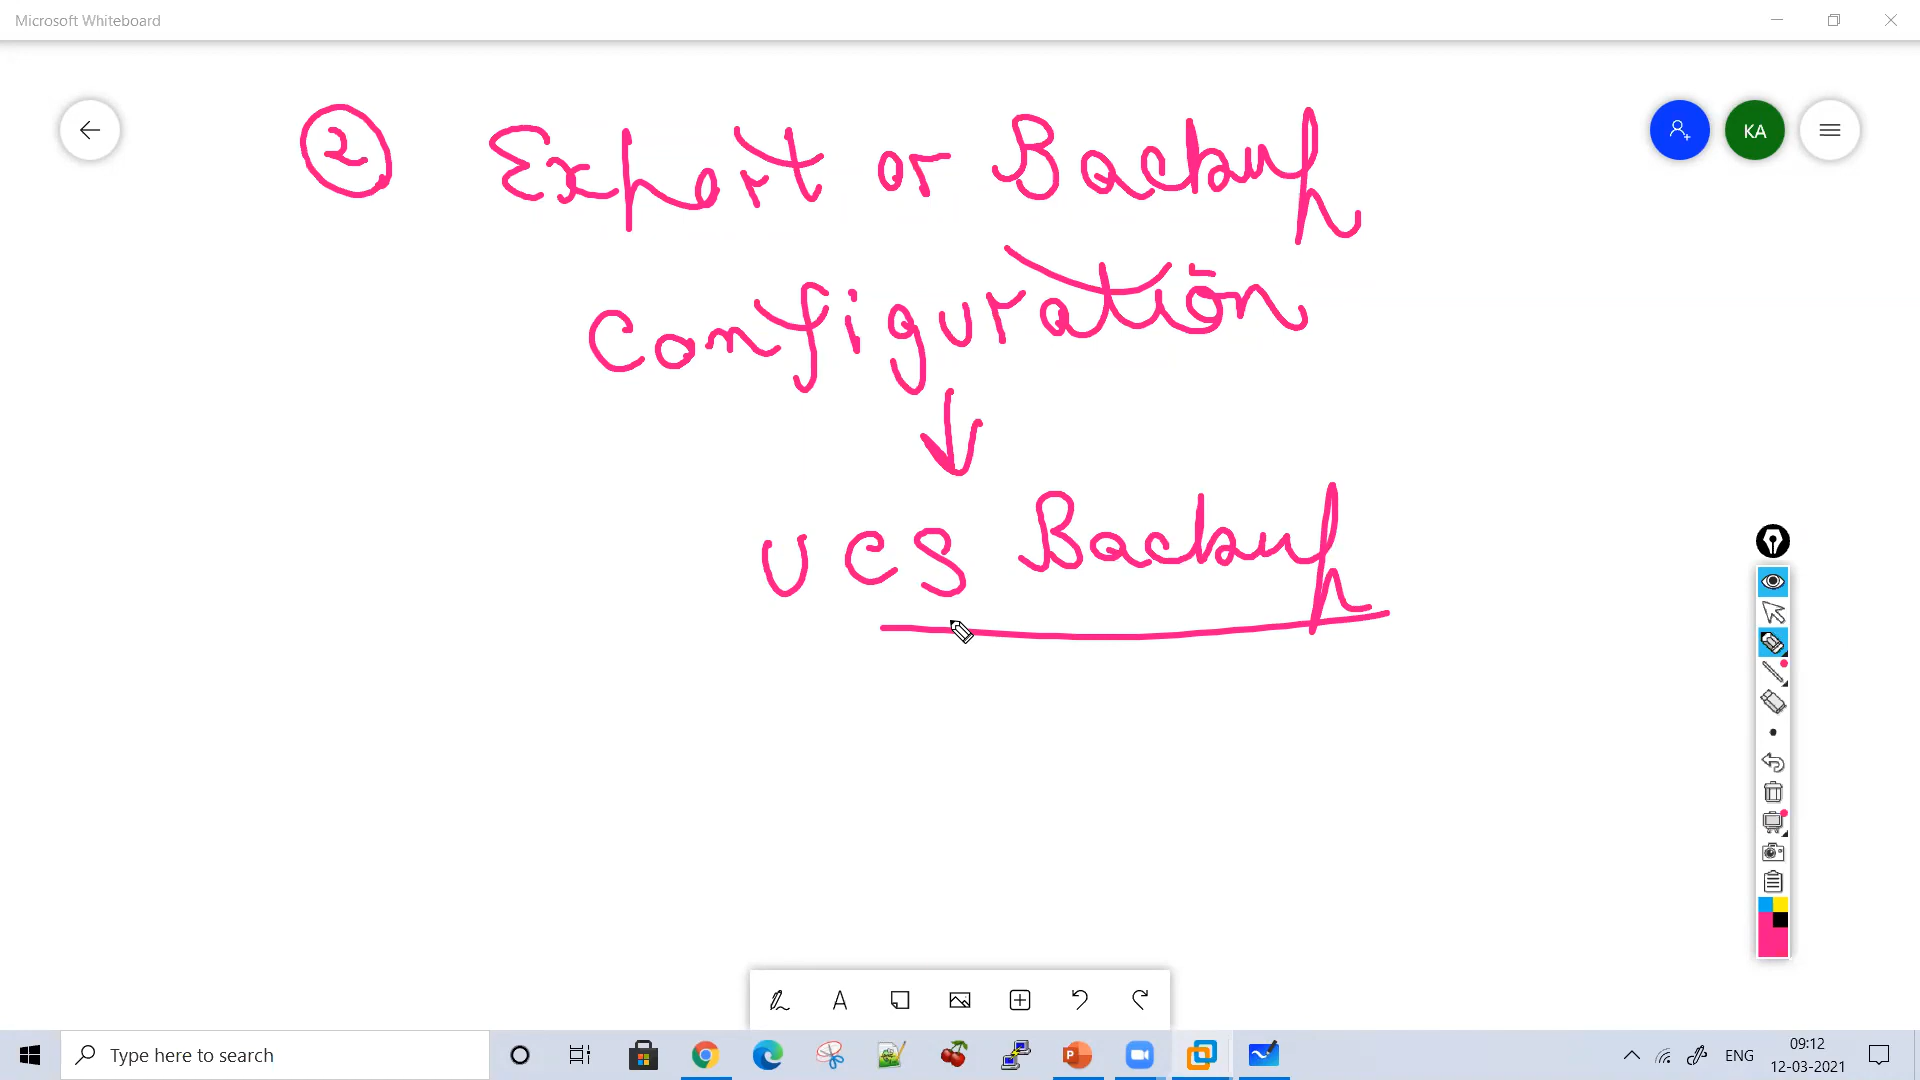 Microsoft Whiteboard
② Export or Backup
KA
Configuration
UCS Backup
A
Type here to search
ENG
09:12
12-03-2021